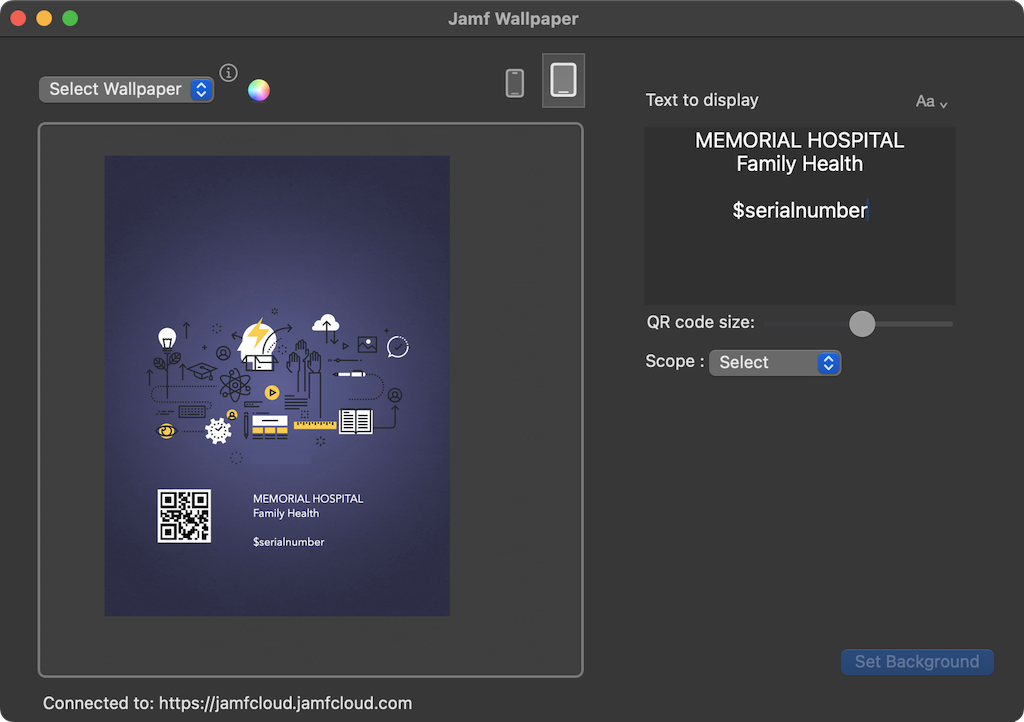 Jamf Wallpaper
Select Wallpaper
Text to display
Aa
MEMORIAL HOSPITAL
Family Health
$serialnumber
QR code size:
Scope :
Select
MEMORIAL HOSPITAL
Family Health
$serialnumber
Set Background
Connected to: https://jamfcloud.jamfcloud.com